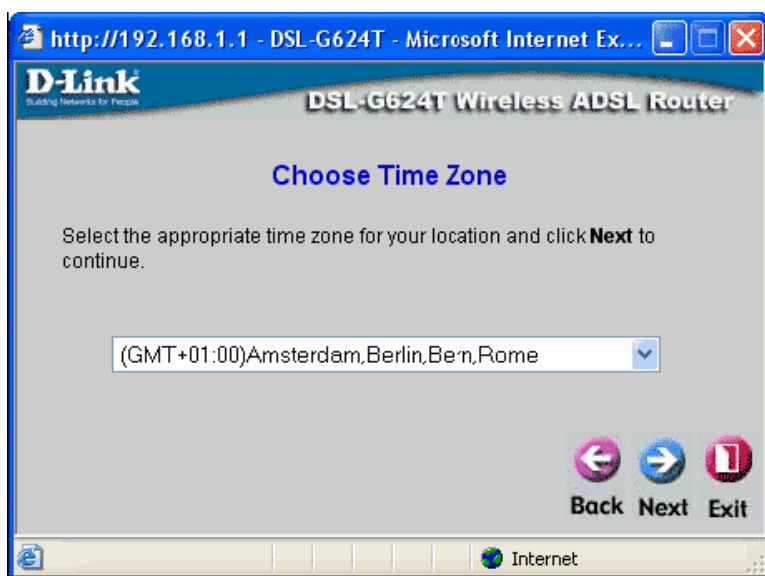 http://192.168.1.1 - DSL-G624T - Microsoft Internet Ex...
D-Link
Building Networks for People
DSL-G624T Wireless ADSL Router
Choose Time Zone
Select the appropriate time zone for your location and click Next to
continue.
(GMT+01:00)Amsterdam,Berlin,Bern,Rome
Back Next Exit
Internet